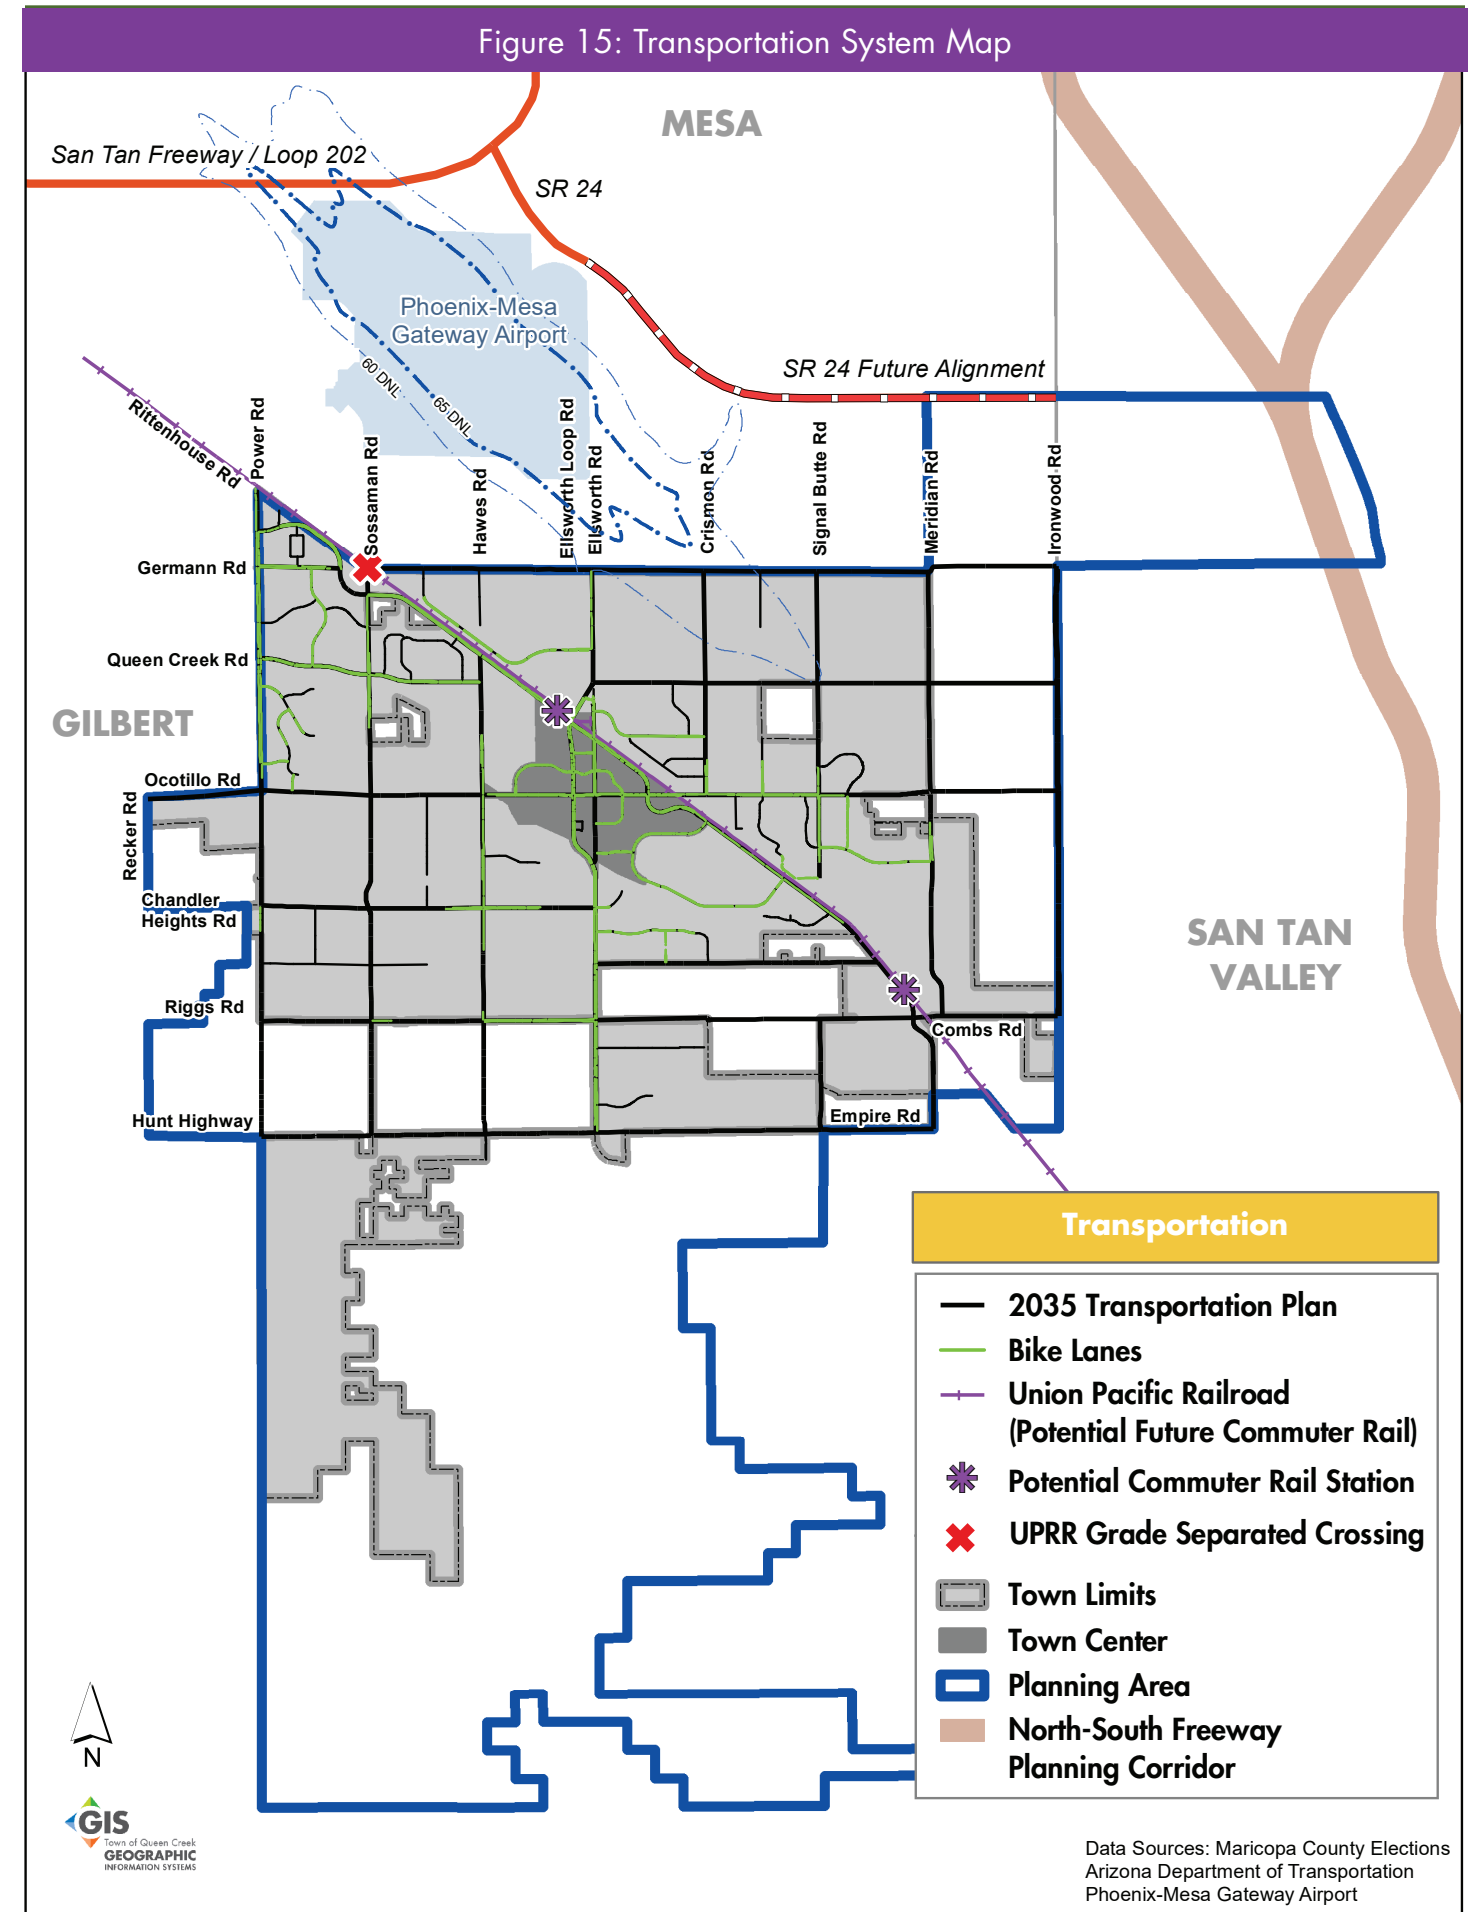 Figure 15: Transportation System Map
MESA
San Tan Freeway / Loop 202
SR 24
Phoenix-Mesa
Gateway Airport
60 DNL
65 DNL
SR 24 Future Alignment
Rittenhouse Rd
Power Rd
Sossaman Rd
Hawes Rd
Ellsworth Loop Rd
Ellsworth Rd
Crismon Rd
Signal Butte Rd
Meridian Rd
Ironwood Rd
Germann Rd
Queen Creek Rd
GILBERT
Ocotillo Rd
Recker Rd
Chandler
Heights Rd
SAN TAN
VALLEY
Riggs Rd
Combs Rd
Hunt Highway
Empire Rd
Transportation
2035 Transportation Plan
Bike Lanes
Union Pacific Railroad
(Potential Future Commuter Rail)
Potential Commuter Rail Station
UPRR Grade Separated Crossing
Town Limits
Town Center
Planning Area
North-South Freeway
Planning Corridor
N
GIS
Town of Queen Creek
GEOGRAPHIC
INFORMATION SYSTEMS
Data Sources: Maricopa County Elections
Arizona Department of Transportation
Phoenix-Mesa Gateway Airport